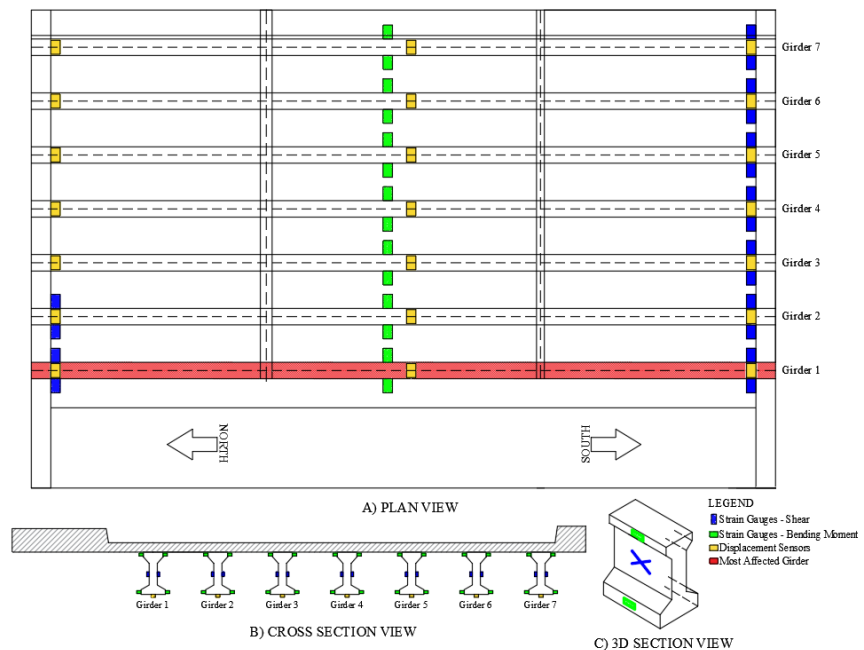 Girder 7
Girder 6
Girder 5
Girder 4
Girder 3
Girder 2
Girder 1
NORTH
SOUTH
A) PLAN VIEW
LEGEND
Strain Gauges - Shear
Strain Gauges - Bending Moment
Displacement Sensors
Most Affected Girder
Girder 1 Girder 2 Girder 3 Girder 4 Girder 5 Girder 6 Girder 7
B) CROSS SECTION VIEW
C) 3D SECTION VIEW